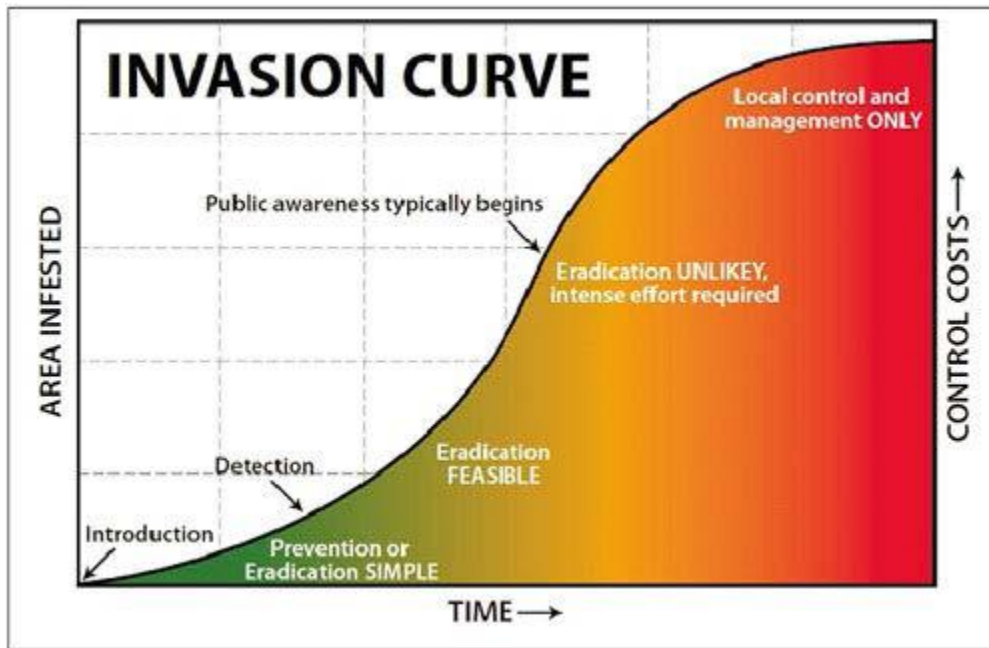 INVASION CURVE
Local control and
management ONLY
Public awareness typically begins
Eradication UNLIKEY,
intense effort required
Eradication
FEASIBLE
Detection
Introduction
Prevention or
Eradication SIMPLE
AREA INFESTED
CONTROL COSTS→
TIME→